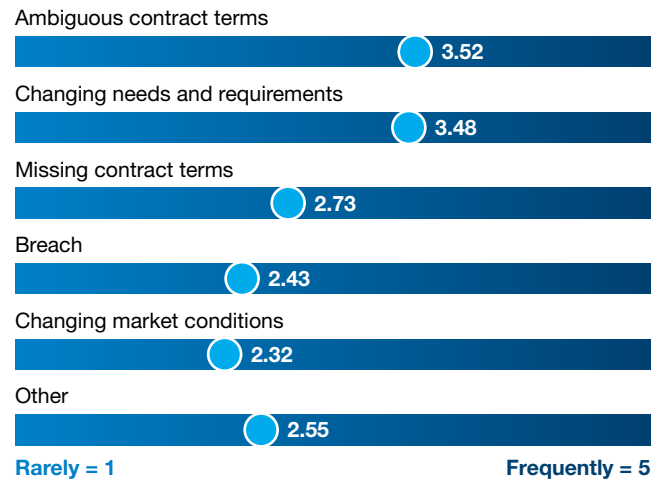 Ambiguous contract terms
3.52
Changing needs and requirements
3.48
Missing contract terms
2.73
Breach
2.43
Changing market conditions
2.32
Other
2.55
Rarely = 1 Frequently = 5